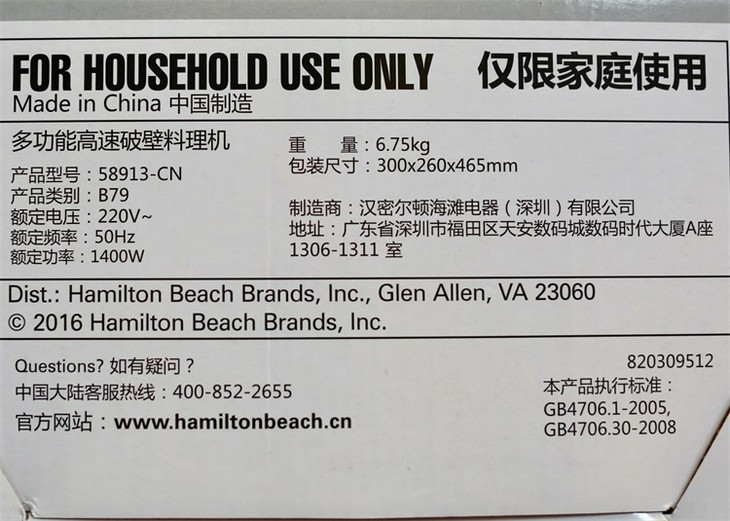 FOR HOUSEHOLD USE ONLY 仅限家庭使用
Made in China 中国制造
多功能高速破壁料理机
产品型号：58913-CN
产品类别：B79
额定电压：220V~
额定频率：50Hz
额定功率：1400W
重 量：6.75kg
包装尺寸：300x260x465mm
制造商：汉密尔顿海滩电器（深圳）有限公司
地址：广东省深圳市福田区天安数码城数码时代大厦A座
1306-1311 室
Dist.: Hamilton Beach Brands, Inc., Glen Allen, VA 23060
© 2016 Hamilton Beach Brands, Inc.
Questions? 如有疑问？
中国大陆客服热线：400-852-2655
官方网站：www.hamiltonbeach.cn
820309512
本产品执行标准：
GB4706.1-2005,
GB4706.30-2008